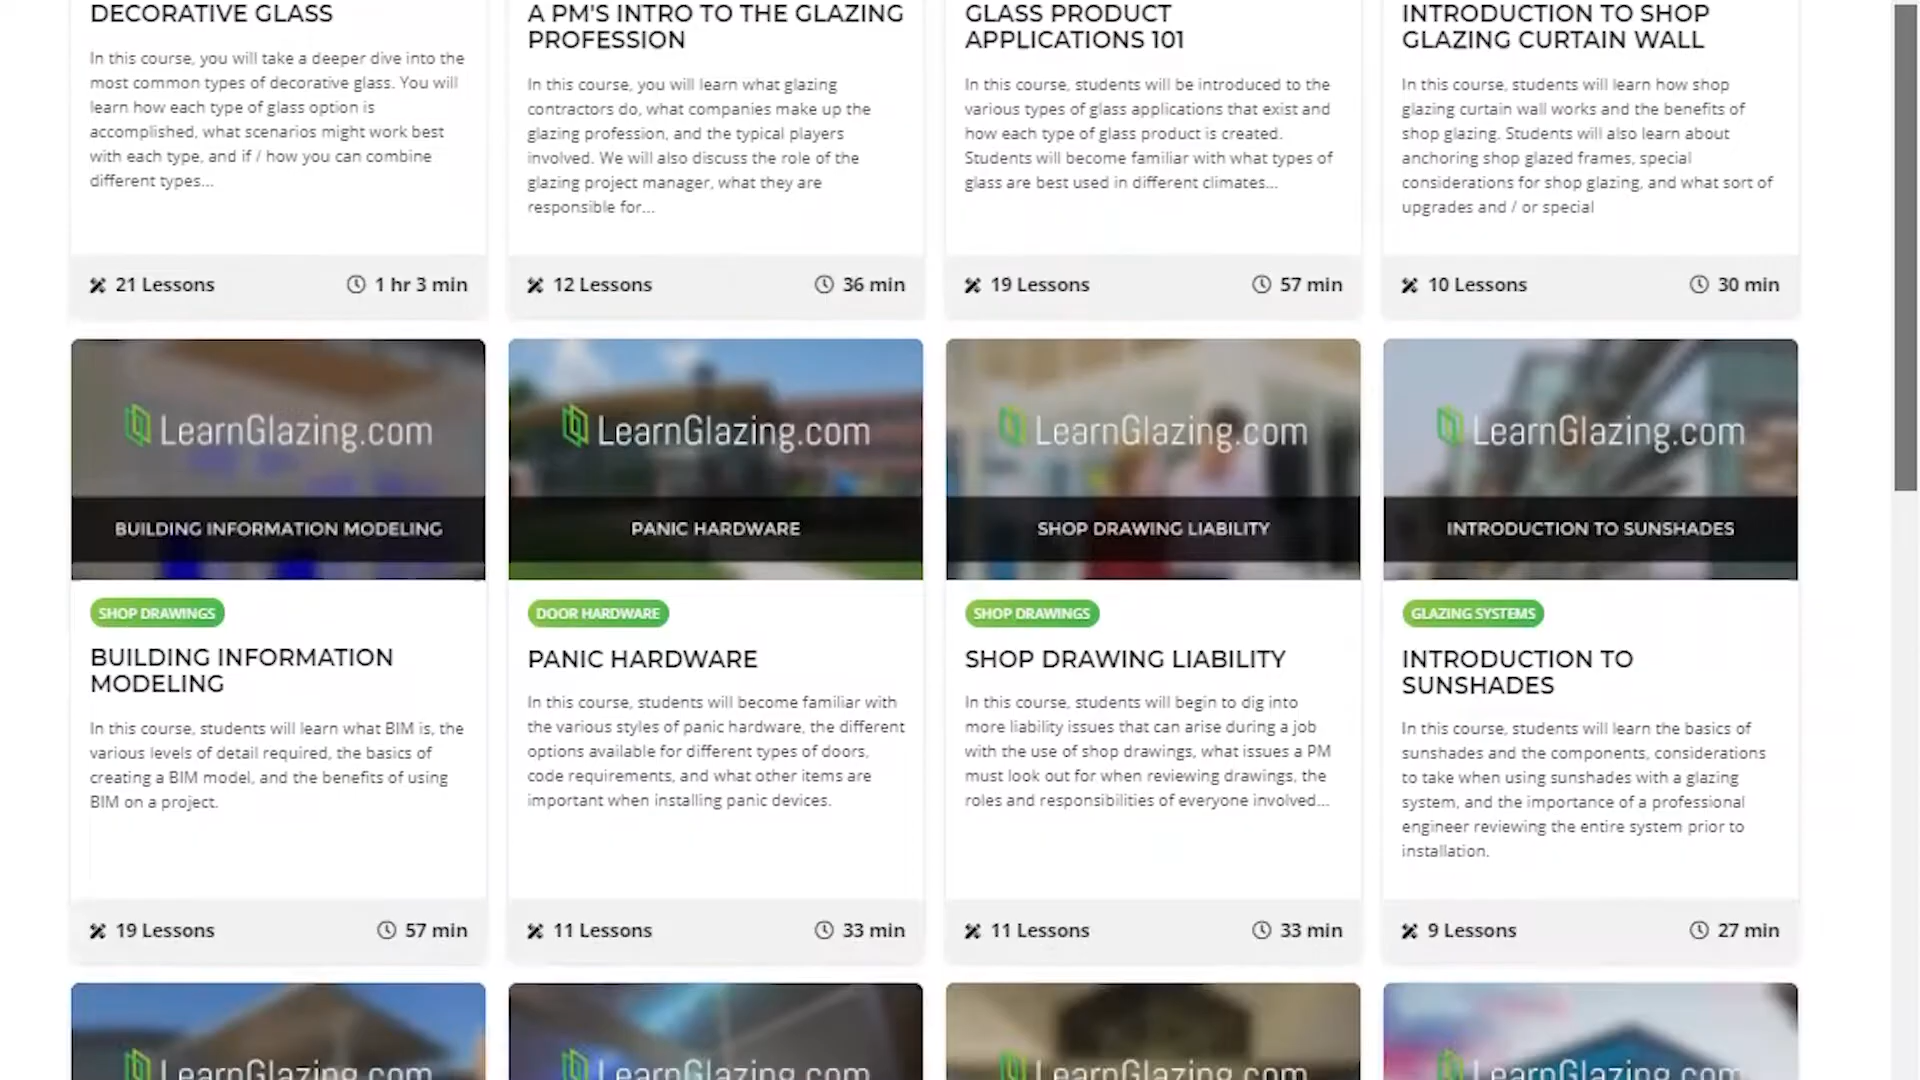 DECORATIVE GLASS
In this course, you will take a deeper dive into the
most common types of decorative glass. You will
learn how each type of glass option is
accomplished, what scenarios might work best
with each type, and if / how you can combine
different types...
21 Lessons
1 hr 3 min
A PM'S INTRO TO THE GLAZING
PROFESSION
In this course, you will learn what glazing
contractors do, what companies make up the
glazing profession, and the typical players
involved. We will also discuss the role of the
glazing project manager, what they are
responsible for...
12 Lessons
36 min
GLASS PRODUCT
APPLICATIONS 101
In this course, students will be introduced to the
various types of glass applications that exist and
how each type of glass product is created.
Students will become familiar with what types of
glass are best used in different climates...
19 Lessons
57 min
INTRODUCTION TO SHOP
GLAZING CURTAIN WALL
In this course, students will learn how shop
glazing curtain wall works and the benefits of
shop glazing. Students will also learn about
anchoring shop glazed frames, special
considerations for shop glazing, and what sort of
upgrades and / or special
10 Lessons
30 min
LearnGlazing.com
BUILDING INFORMATION MODELING
SHOP DRAWINGS
BUILDING INFORMATION
MODELING
In this course, students will learn what BIM is, the
various levels of detail required, the basics of
creating a BIM model, and the benefits of using
BIM on a project.
19 Lessons
57 min
LearnGlazing.com
PANIC HARDWARE
DOOR HARDWARE
PANIC HARDWARE
In this course, students will become familiar with
the various styles of panic hardware, the different
options available for different types of doors,
code requirements, and what other items are
important when installing panic devices.
11 Lessons
33 min
LearnGlazing.com
SHOP DRAWING LIABILITY
SHOP DRAWINGS
SHOP DRAWING LIABILITY
In this course, students will begin to dig into
more liability issues that can arise during a job
with the use of shop drawings, what issues a PM
must look out for when reviewing drawings, the
roles and responsibilities of everyone involved...
11 Lessons
33 min
LearnGlazing.com
INTRODUCTION TO SUNSHADES
GLAZING SYSTEMS
INTRODUCTION TO
SUNSHADES
In this course, students will learn the basics of
sunshades and the components, considerations
to take when using sunshades with a glazing
system, and the importance of a professional
engineer reviewing the entire system prior to
installation.
9 Lessons
27 min
LearnGlazing.com
LearnGlazing.com
LearnGlazing.com
LearnGlazing.com